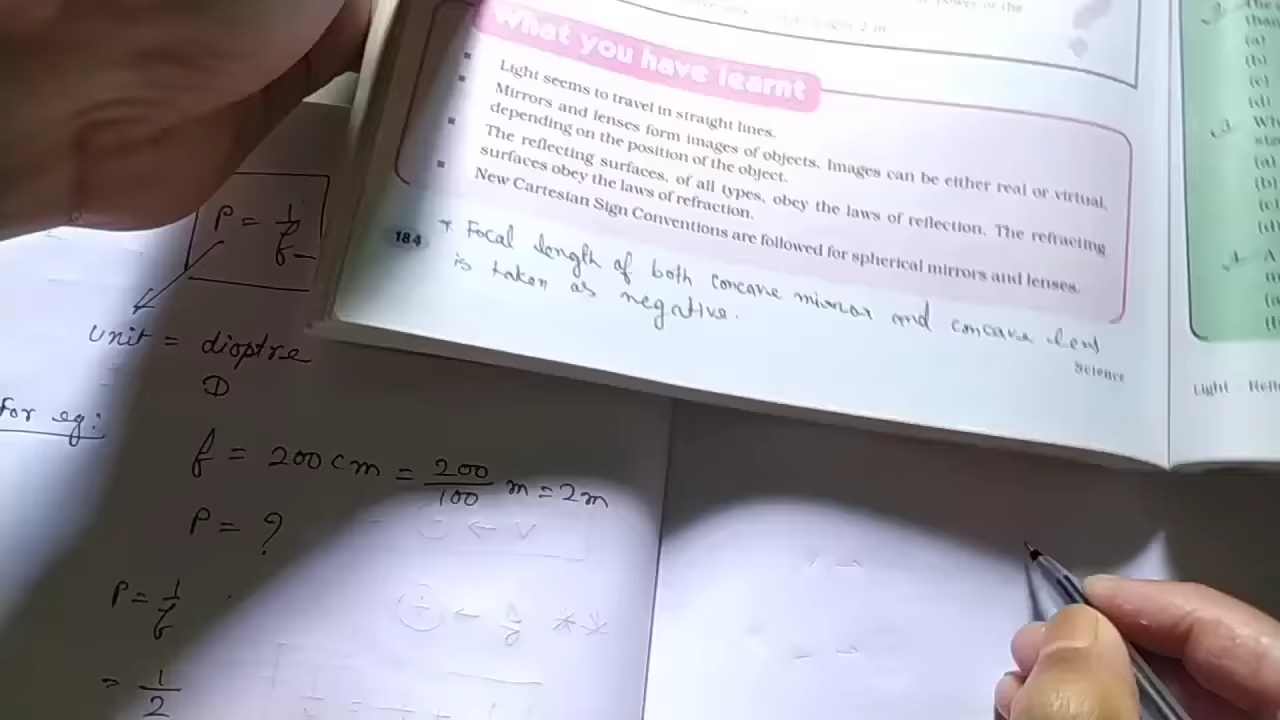 What you have learnt
Light seems to travel in straight lines.
Mirrors and lenses form images of objects. Images can be either real or virtual,
depending on the position of the object.
The reflecting surfaces, of all types, obey the laws of reflection. The refracting
surfaces obey the laws of refraction.
New Cartesian Sign Conventions are followed for spherical mirrors and lenses.
184
* Focal length of both concave mirror and concave lens
is taken as negative.
Science
Light
P = 1/f
unit = dioptre
D
For eg:
f = 200 cm = 200/100 m = 2m
P = ?
P = 1/f
= 1/2